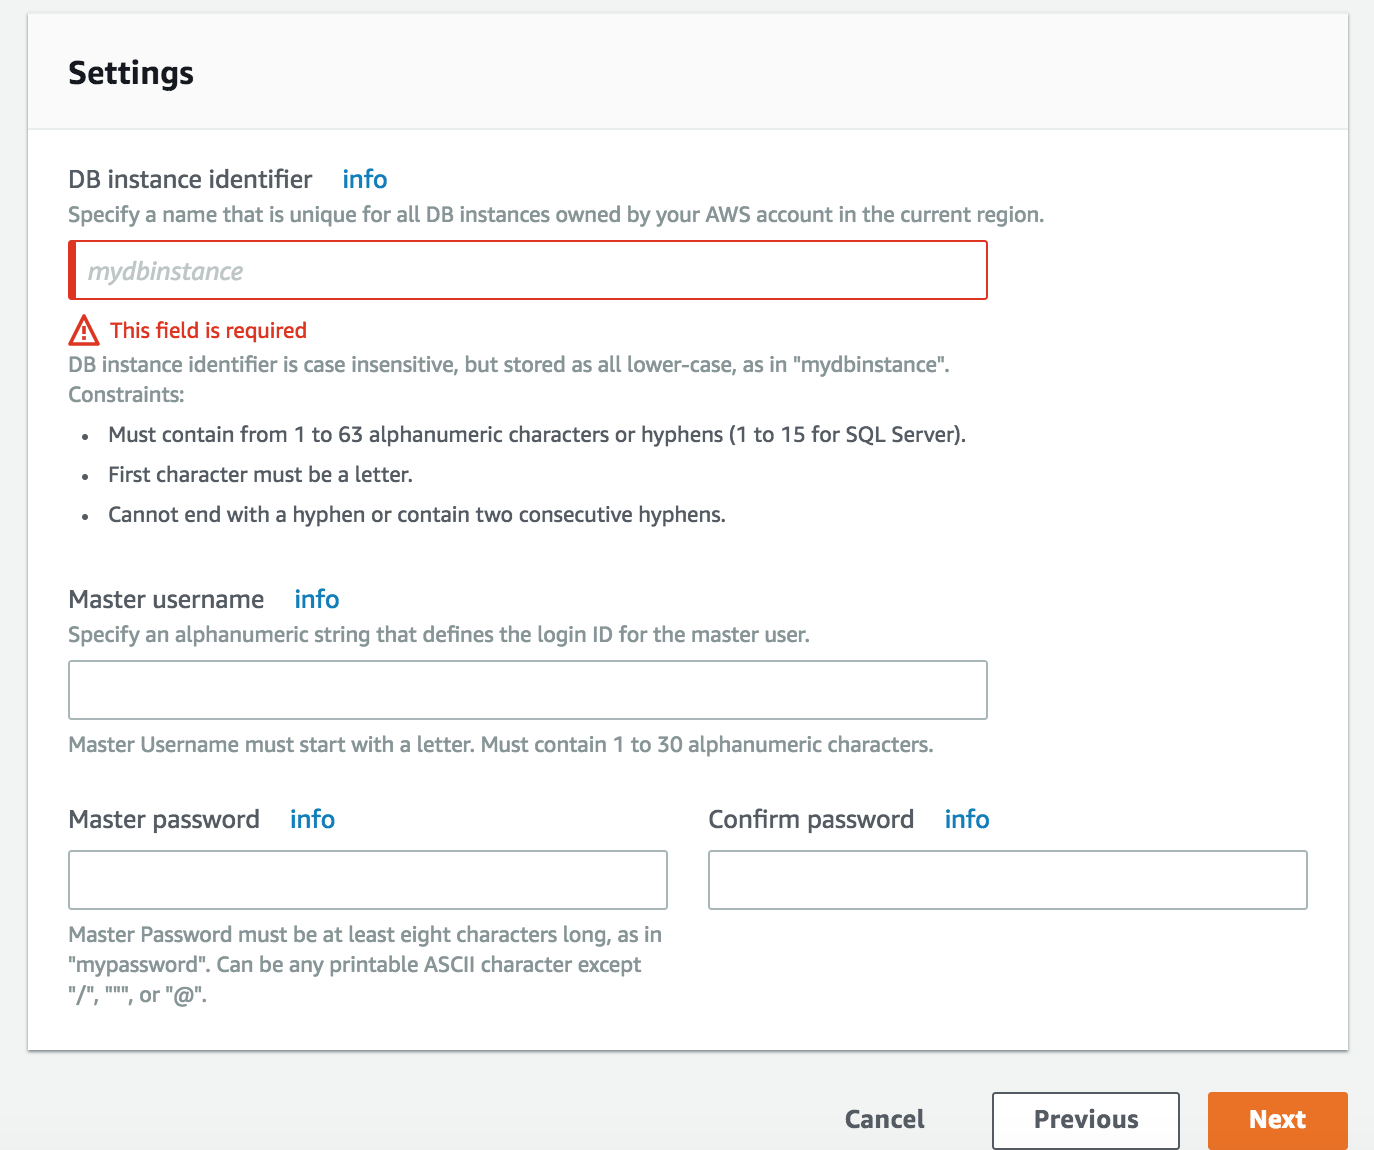 Settings
DB instance identifier info
Specify a name that is unique for all DB instances owned by your AWS account in the current region.
mydbinstance
This field is required
DB instance identifier is case insensitive, but stored as all lower-case, as in "mydbinstance".
Constraints:
• Must contain from 1 to 63 alphanumeric characters or hyphens (1 to 15 for SQL Server).
• First character must be a letter.
• Cannot end with a hyphen or contain two consecutive hyphens.
Master username info
Specify an alphanumeric string that defines the login ID for the master user.
Master Username must start with a letter. Must contain 1 to 30 alphanumeric characters.
Master password info
Confirm password info
Master Password must be at least eight characters long, as in
"mypassword". Can be any printable ASCII character except
"/", """, or "@".
Cancel
Previous
Next